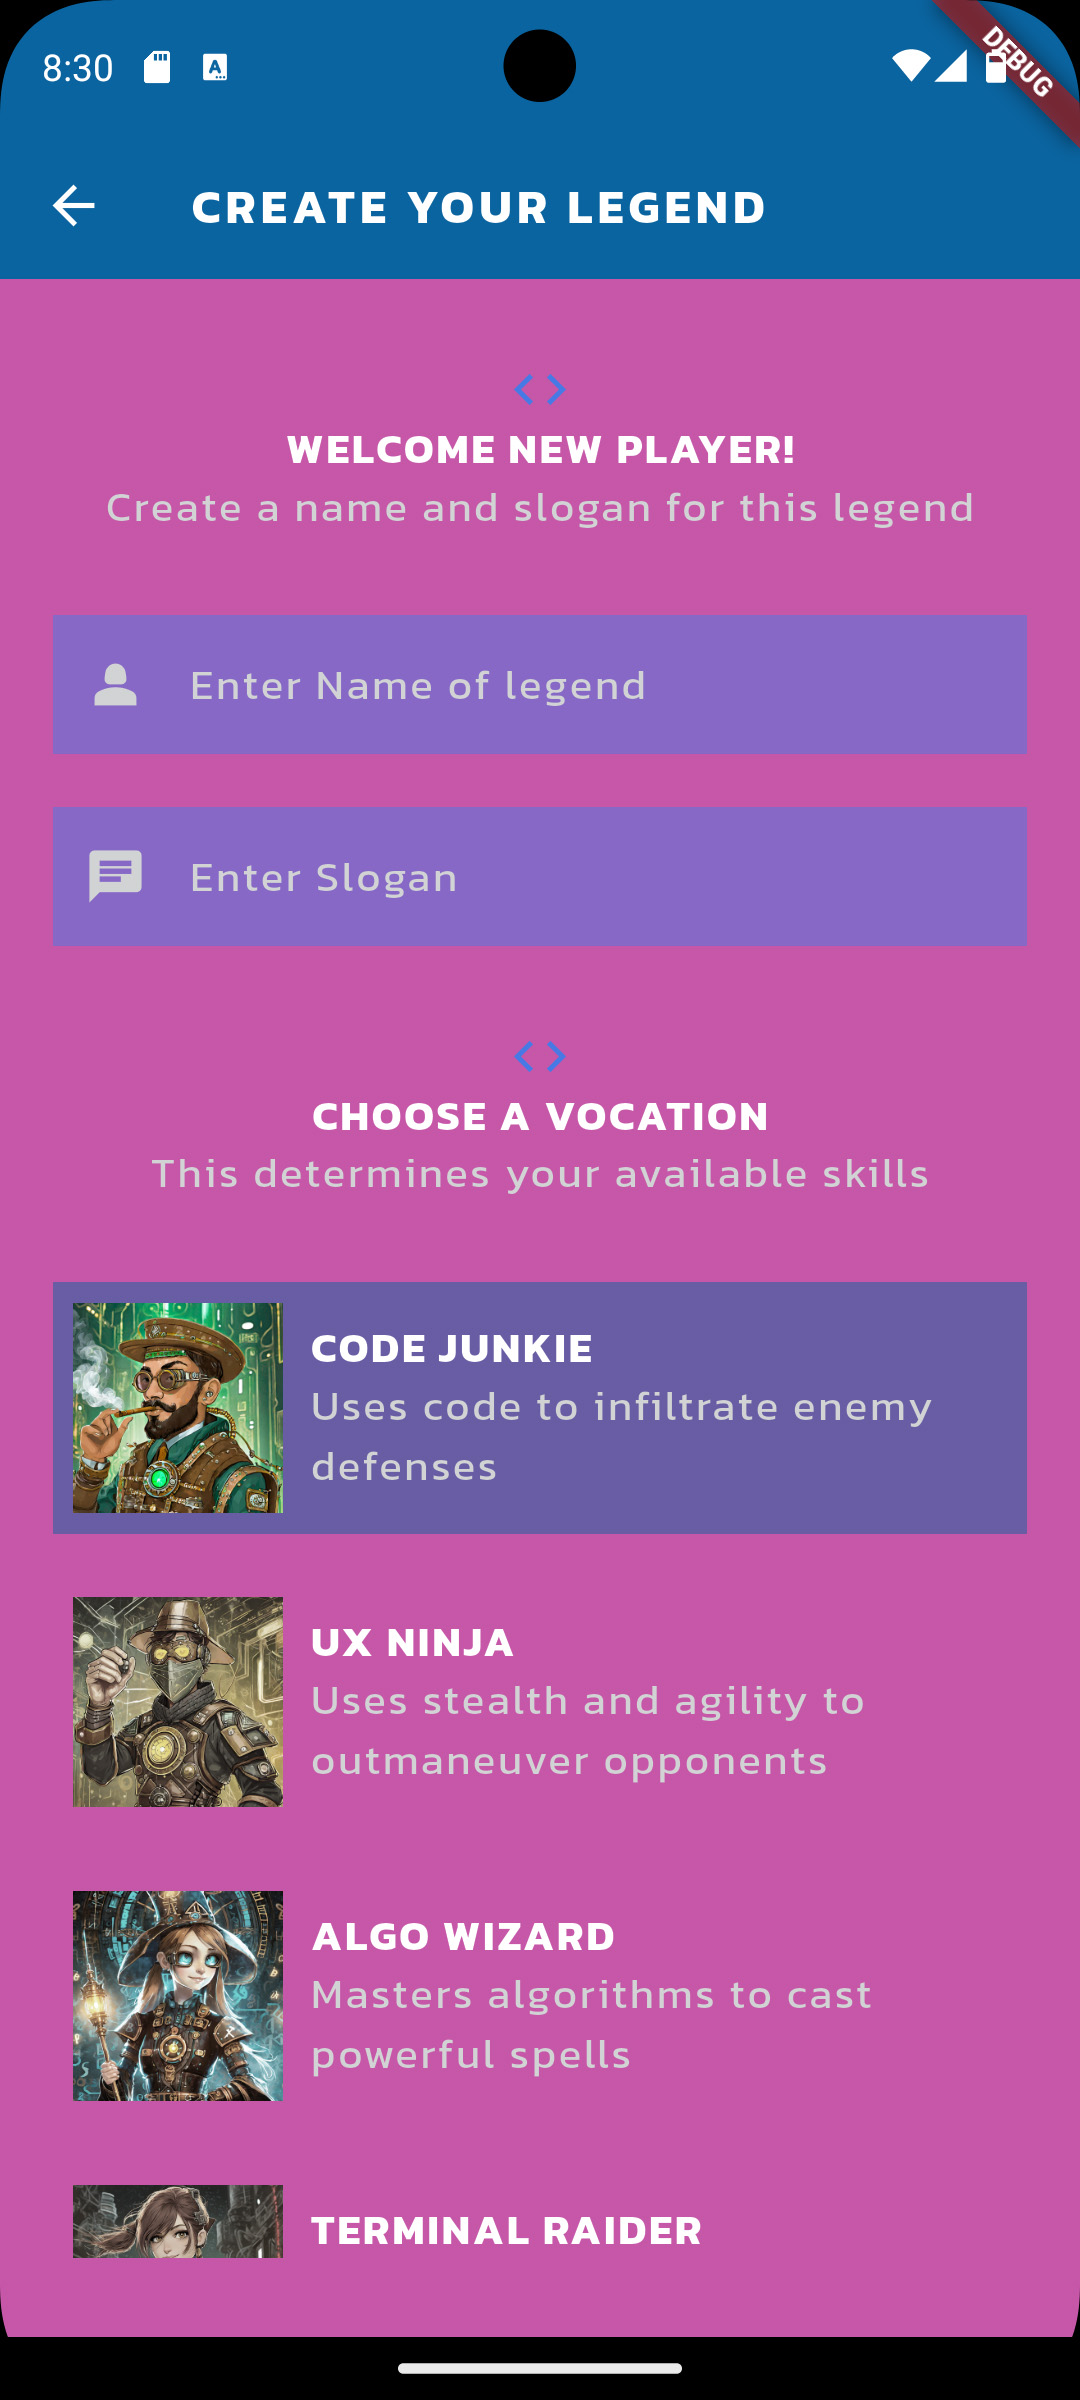 8:30
DEBUG
CREATE YOUR LEGEND
WELCOME NEW PLAYER!
Create a name and slogan for this legend
Enter Name of legend
Enter Slogan
CHOOSE A VOCATION
This determines your available skills
CODE JUNKIE
Uses code to infiltrate enemy
defenses
UX NINJA
Uses stealth and agility to
outmaneuver opponents
ALGO WIZARD
Masters algorithms to cast
powerful spells
TERMINAL RAIDER